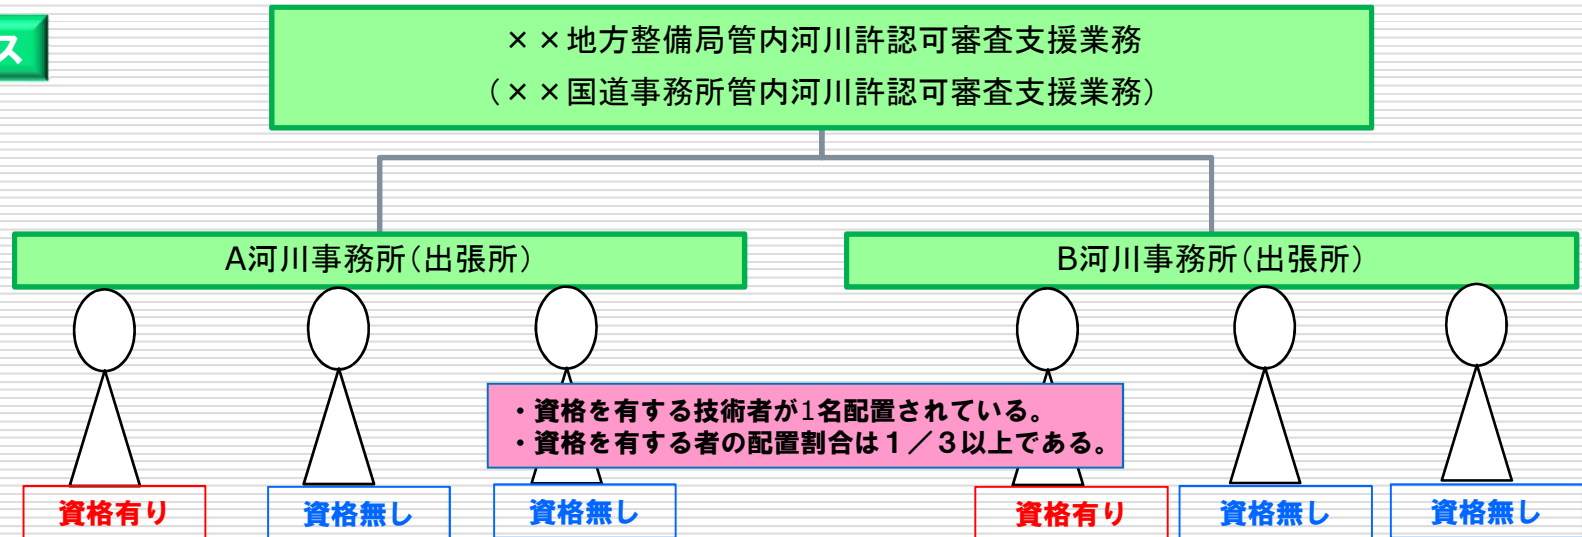 ス
××地方整備局管内河川許認可審査支援業務
（××国道事務所管内河川許認可審査支援業務）
A河川事務所（出張所）
B河川事務所（出張所）
・資格を有する技術者が1名配置されている。
・資格を有する者の配置割合は１／３以上である。
資格有り
資格無し
資格無し
資格有り
資格無し
資格無し